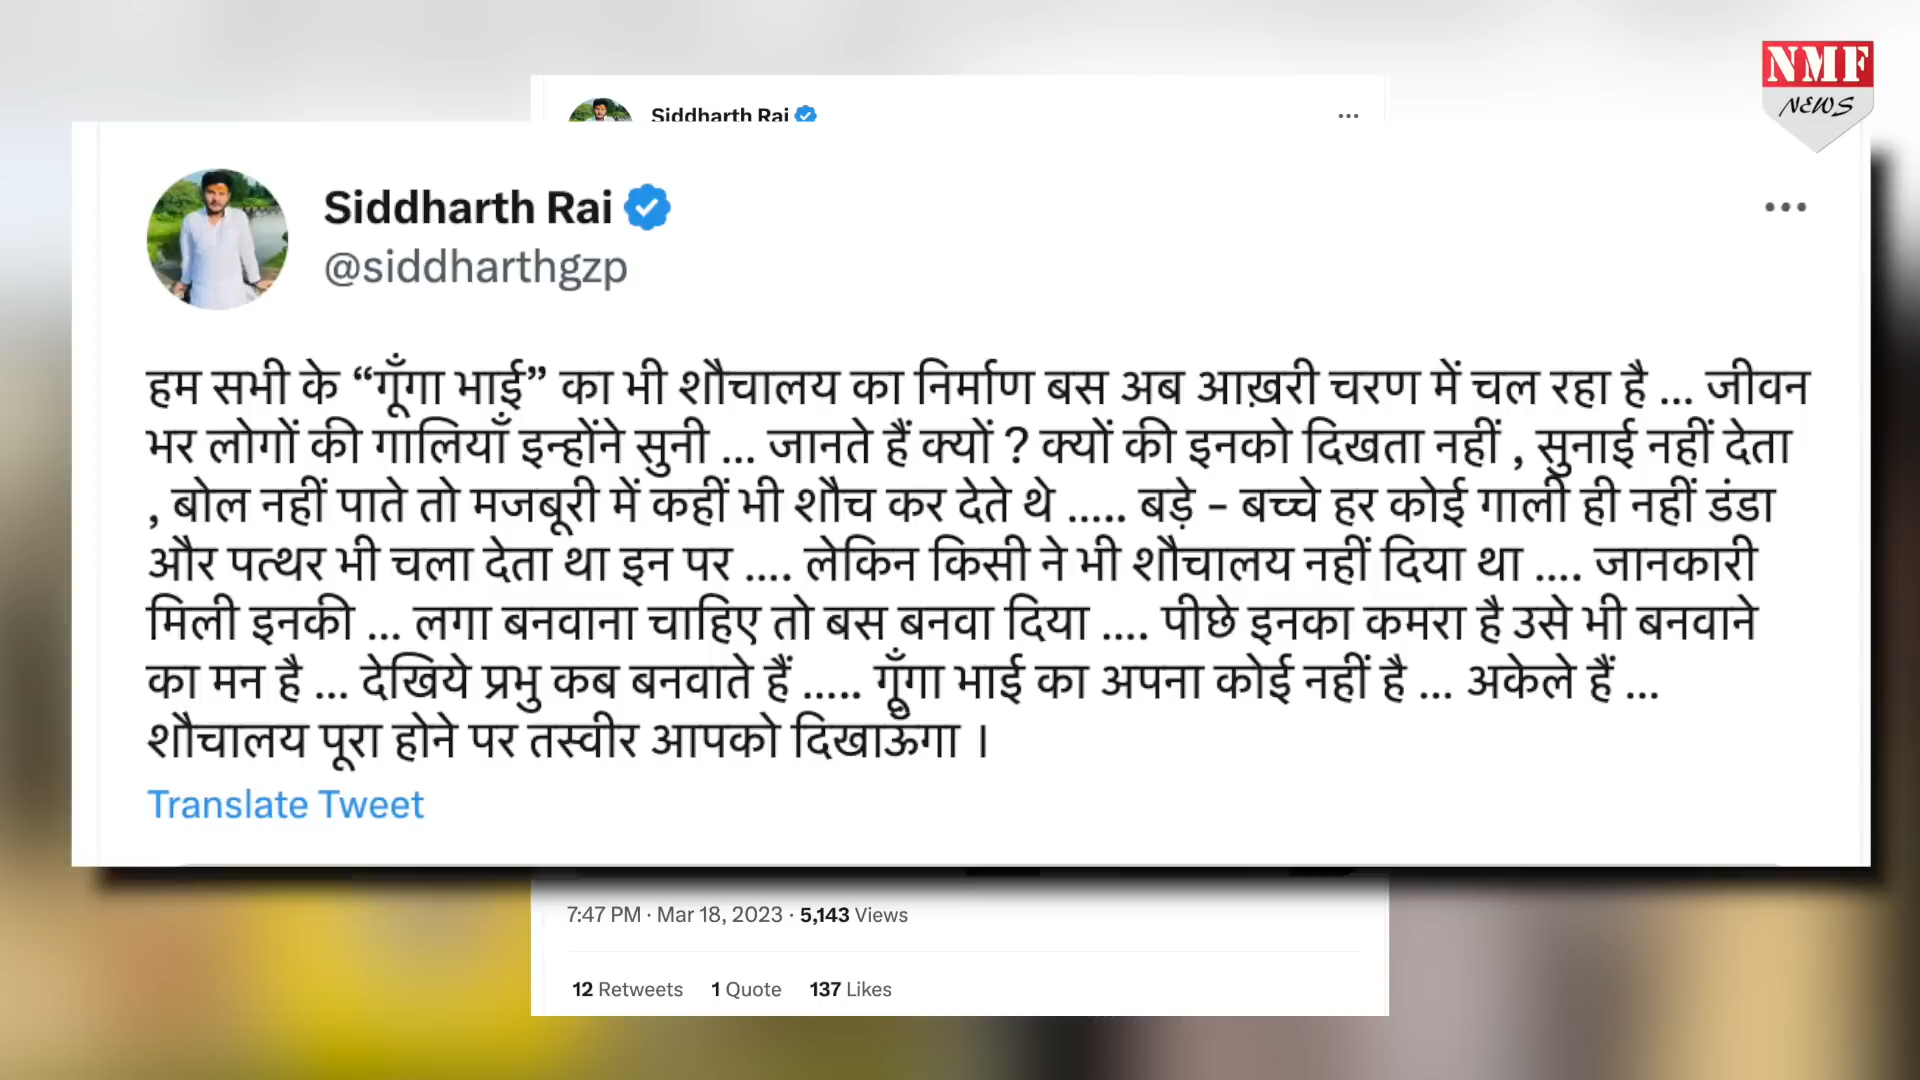 NMF
NEWS
Siddharth Rai
...
Siddharth Rai
@siddharthgzp
...
हम सभी के “गूँगा भाई” का भी शौचालय का निर्माण बस अब आख़री चरण में चल रहा है ... जीवन
भर लोगों की गालियाँ इन्होंने सुनी ... जानते हैं क्यों ? क्यों की इनको दिखता नहीं , सुनाई नहीं देता
, बोल नहीं पाते तो मजबूरी में कहीं भी शौच कर देते थे ..... बड़े - बच्चे हर कोई गाली ही नहीं डंडा
और पत्थर भी चला देता था इन पर .... लेकिन किसी ने भी शौचालय नहीं दिया था .... जानकारी
मिली इनकी ... लगा बनवाना चाहिए तो बस बनवा दिया .... पीछे इनका कमरा है उसे भी बनवाने
का मन है ... देखिये प्रभु कब बनवाते हैं ..... गूँगा भाई का अपना कोई नहीं है ... अकेले हैं ...
शौचालय पूरा होने पर तस्वीर आपको दिखाऊँगा ।
Translate Tweet
7:47 PM · Mar 18, 2023 · 5,143 Views
12 Retweets 1 Quote 137 Likes